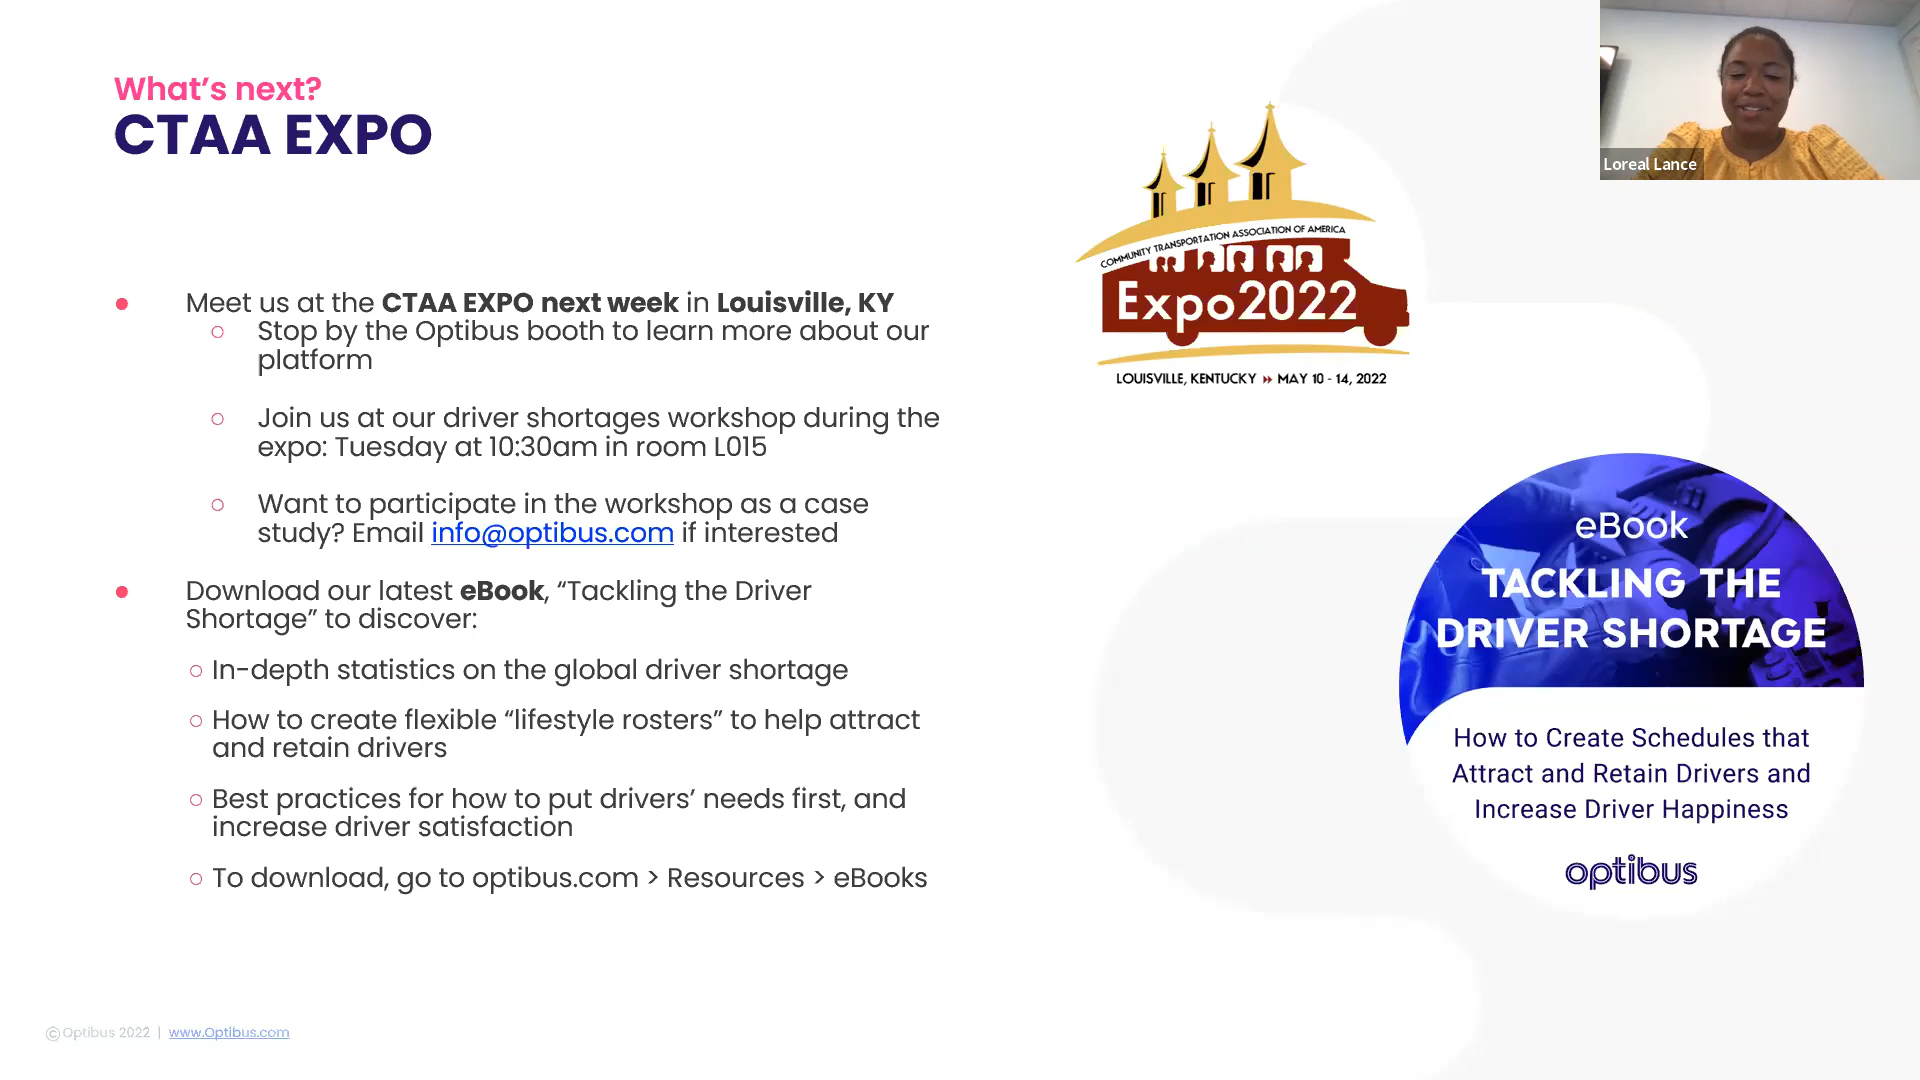 What's next?
CTAA EXPO
Loreal Lance
COMMUNITY TRANSPORTATION ASSOCIATION OF AMERICA
Expo2022
LOUISVILLE, KENTUCKY MAY 10 - 14, 2022
● Meet us at the CTAA EXPO next week in Louisville, KY
○ Stop by the Optibus booth to learn more about our
platform
○ Join us at our driver shortages workshop during the
expo: Tuesday at 10:30am in room L015
○ Want to participate in the workshop as a case
study? Email info@optibus.com if interested
● Download our latest eBook, “Tackling the Driver
Shortage” to discover:
○ In-depth statistics on the global driver shortage
○ How to create flexible “lifestyle rosters” to help attract
and retain drivers
○ Best practices for how to put drivers’ needs first, and
increase driver satisfaction
○ To download, go to optibus.com > Resources > eBooks
eBook
TACKLING THE
DRIVER SHORTAGE
How to Create Schedules that
Attract and Retain Drivers and
Increase Driver Happiness
optibus
© Optibus 2022 | www.Optibus.com